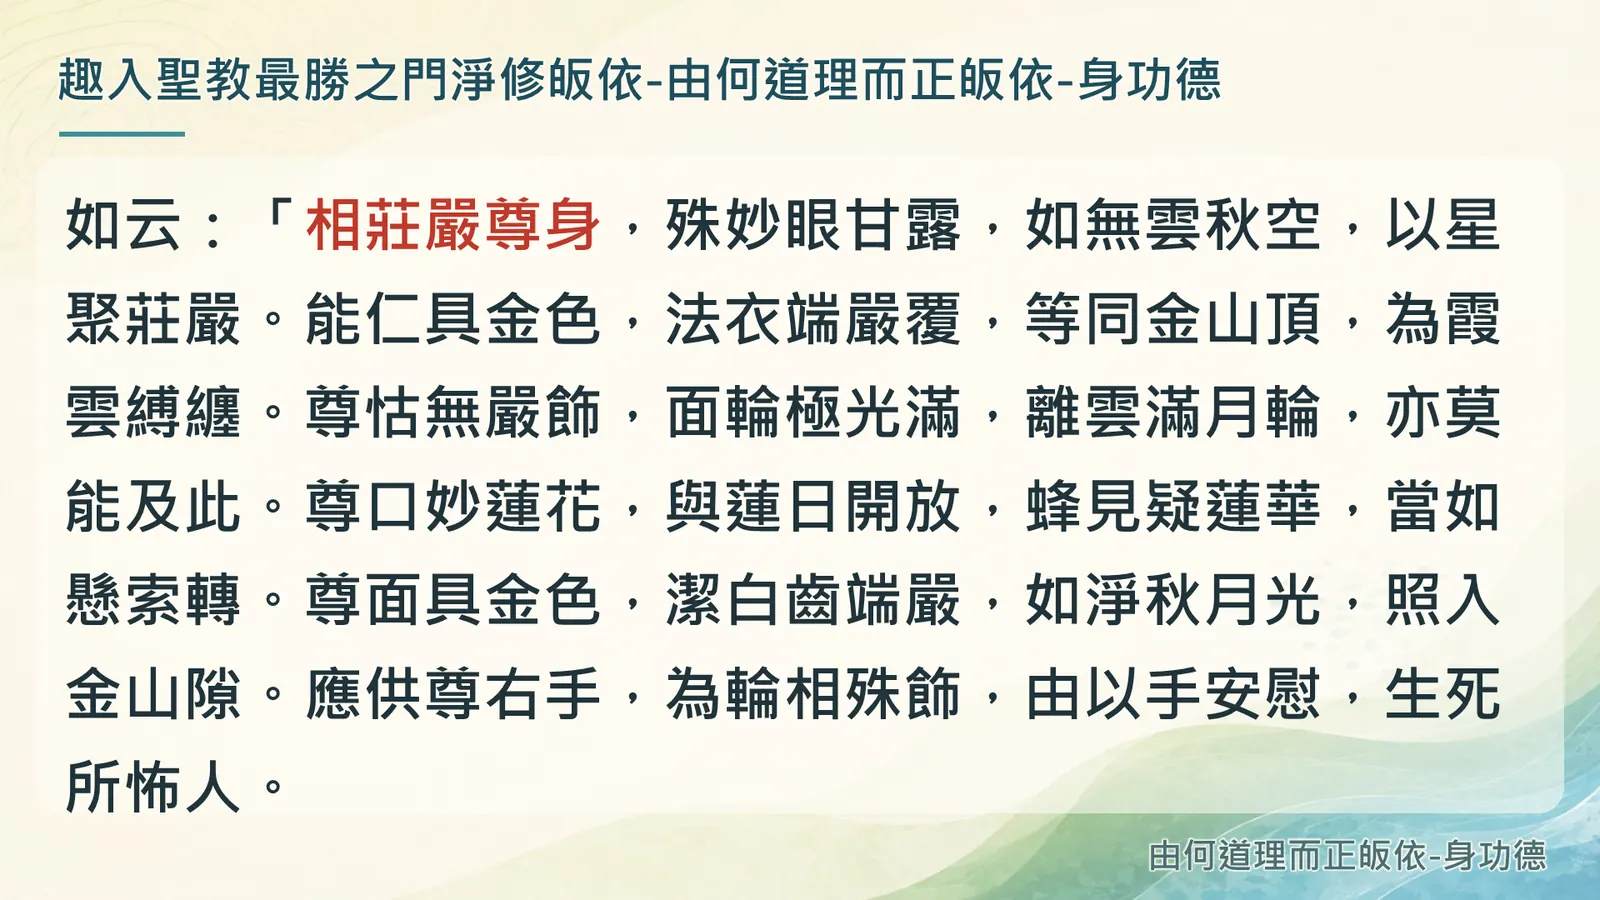 趣入聖教最勝之門淨修皈依-由何道理而正皈依-身功德
如云：「相莊嚴尊身，殊妙眼甘露，如無雲秋空，以星
聚莊嚴。能仁具金色，法衣端嚴覆，等同金山頂，為霞
雲縛纏。尊怙無嚴飾，面輪極光滿，離雲滿月輪，亦莫
能及此。尊口妙蓮花，與蓮日開放，蜂見疑蓮華，當如
懸索轉。尊面具金色，潔白齒端嚴，如淨秋月光，照入
金山隙。應供尊右手，為輪相殊飾，由以手安慰，生死
所怖人。
由何道理而正皈依-身功德